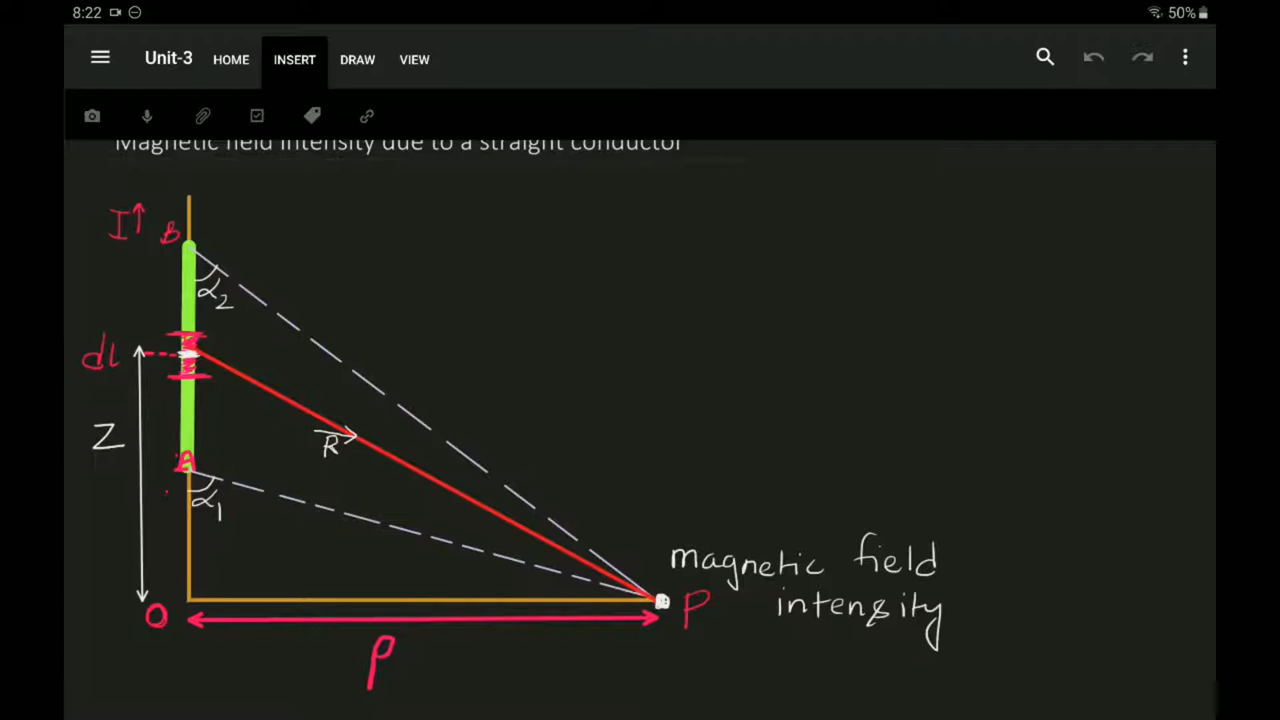 8:22
50%
Unit-3 HOME INSERT DRAW VIEW
Magnetic field intensity due to a straight conductor
I↑ B
α2
dl
Z
R
A
α1
magnetic field
O P intensity
ρ